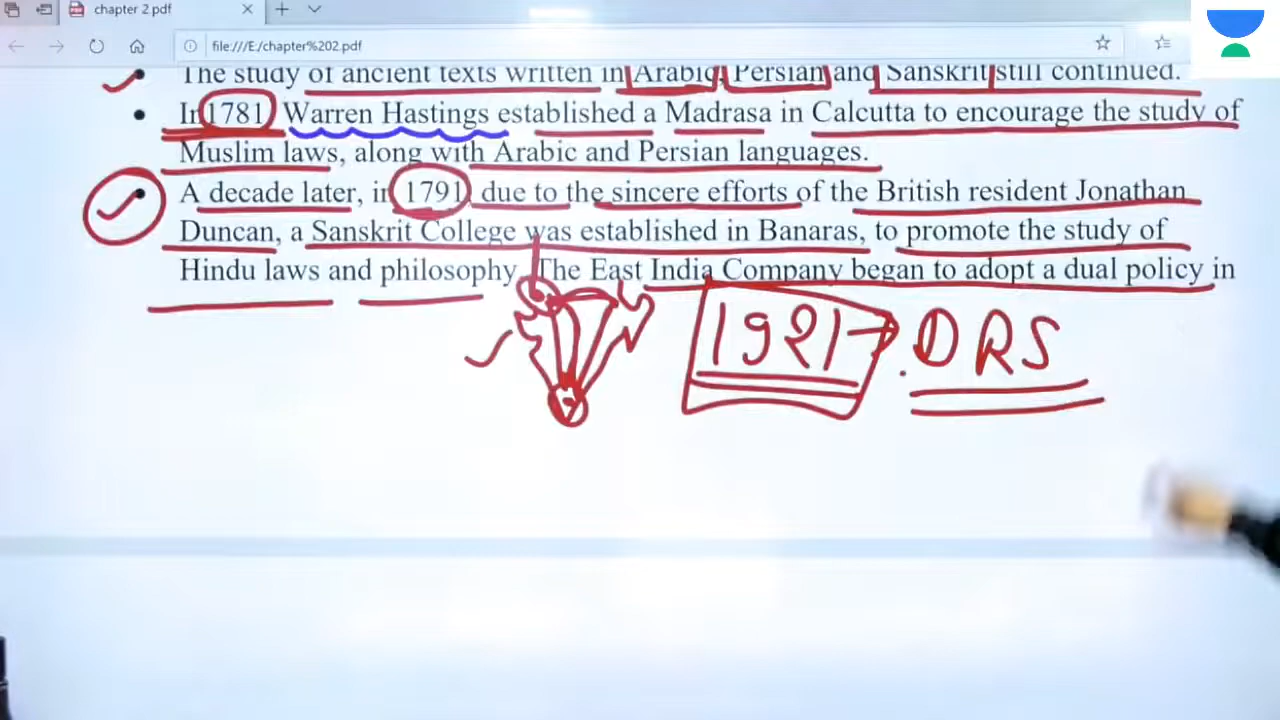 chapter 2.pdf
file:///E:/chapter%202.pdf
• The study of ancient texts written in Arabic, Persian and Sanskrit still continued.
• In 1781 Warren Hastings established a Madrasa in Calcutta to encourage the study of
Muslim laws, along with Arabic and Persian languages.
• A decade later, in 1791 due to the sincere efforts of the British resident Jonathan
Duncan, a Sanskrit College was established in Banaras, to promote the study of
Hindu laws and philosophy. The East India Company began to adopt a dual policy in
1921→ DRS